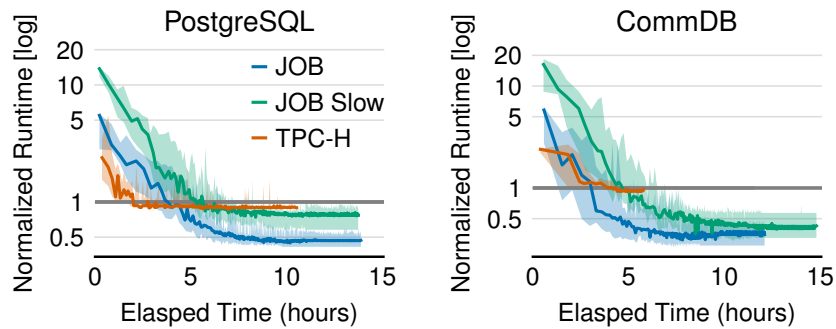 PostgreSQL
Normalized Runtime [log]
20
10
5
1
0.5
JOB
JOB Slow
TPC-H
0 5 10 15
Elasped Time (hours)
CommDB
Normalized Runtime [log]
20
10
5
1
0.5
0 5 10 15
Elasped Time (hours)